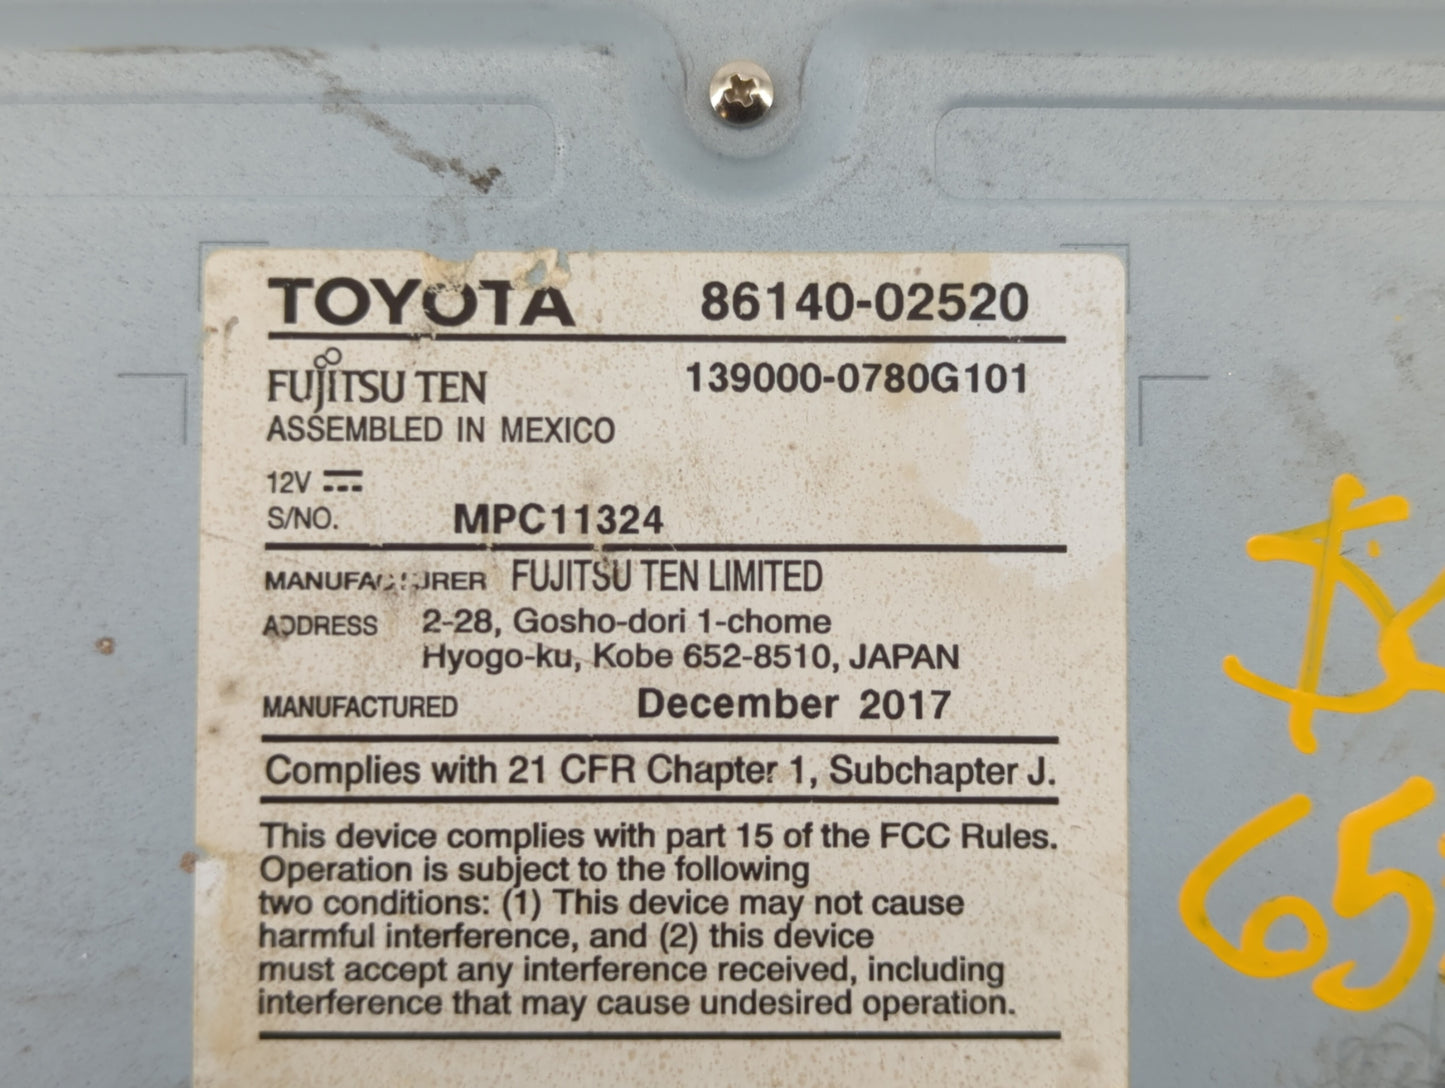 TOYOTA 86140-02520
FUJITSU TEN 139000-0780G101
ASSEMBLED IN MEXICO
12V
S/NO. MPC11324
MANUFACTURER FUJITSU TEN LIMITED
ADDRESS 2-28, Gosho-dori 1-chome
Hyogo-ku, Kobe 652-8510, JAPAN
MANUFACTURED December 2017
Complies with 21 CFR Chapter 1, Subchapter J.
This device complies with part 15 of the FCC Rules.
Operation is subject to the following
two conditions: (1) This device may not cause
harmful interference, and (2) this device
must accept any interference received, including
interference that may cause undesired operation.
65